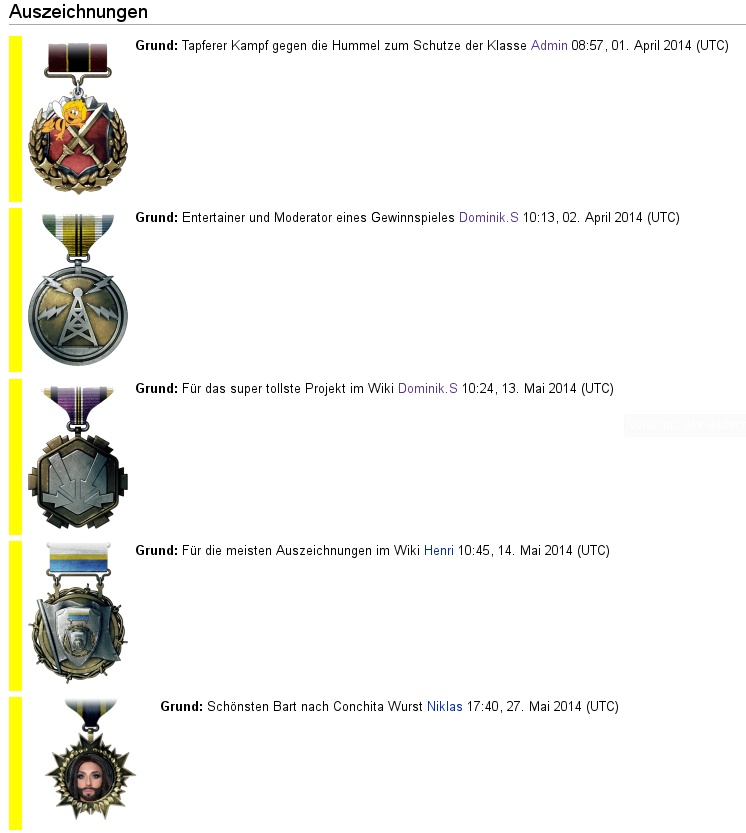 Auszeichnungen
Grund: Tapferer Kampf gegen die Hummel zum Schutze der Klasse Admin 08:57, 01. April 2014 (UTC)
Grund: Entertainer und Moderator eines Gewinnspieles Dominik.S 10:13, 02. April 2014 (UTC)
Grund: Für das super tollste Projekt im Wiki Dominik.S 10:24, 13. Mai 2014 (UTC)
Grund: Für die meisten Auszeichnungen im Wiki Henri 10:45, 14. Mai 2014 (UTC)
Grund: Schönsten Bart nach Conchita Wurst Niklas 17:40, 27. Mai 2014 (UTC)